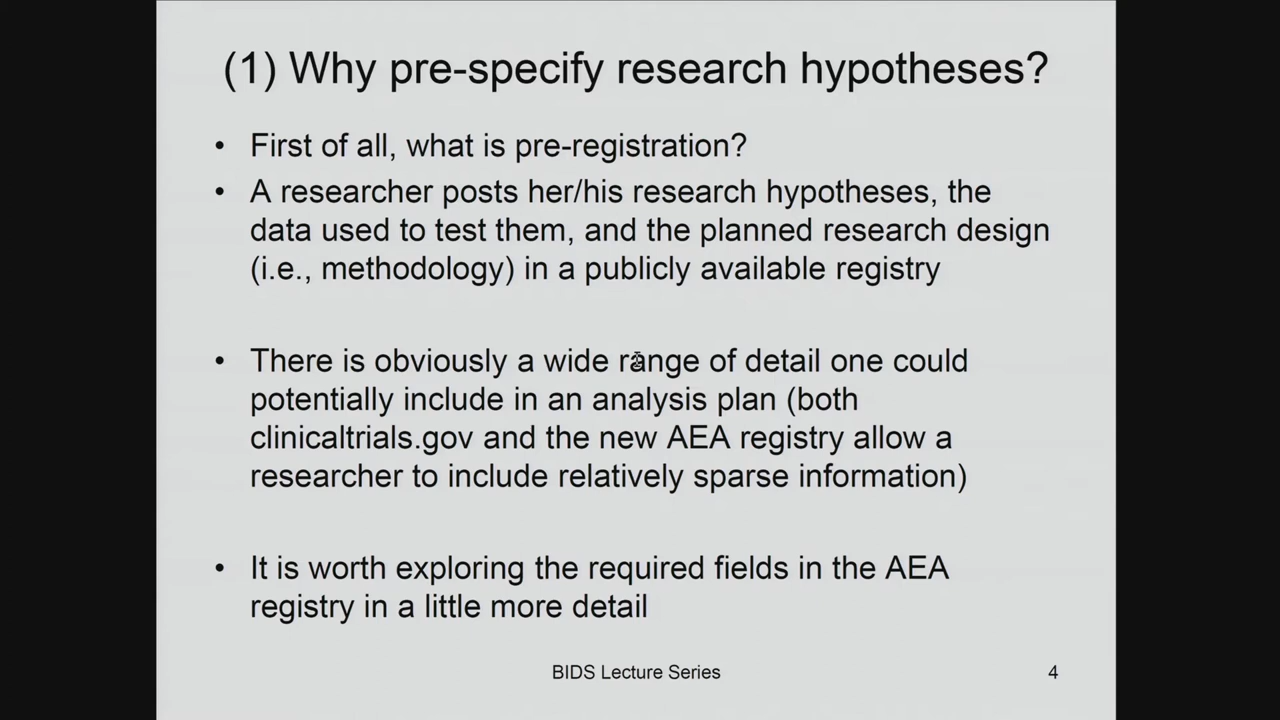 (1) Why pre-specify research hypotheses?
• First of all, what is pre-registration?
• A researcher posts her/his research hypotheses, the
data used to test them, and the planned research design
(i.e., methodology) in a publicly available registry
• There is obviously a wide range of detail one could
potentially include in an analysis plan (both
clinicaltrials.gov and the new AEA registry allow a
researcher to include relatively sparse information)
• It is worth exploring the required fields in the AEA
registry in a little more detail
BIDS Lecture Series
4